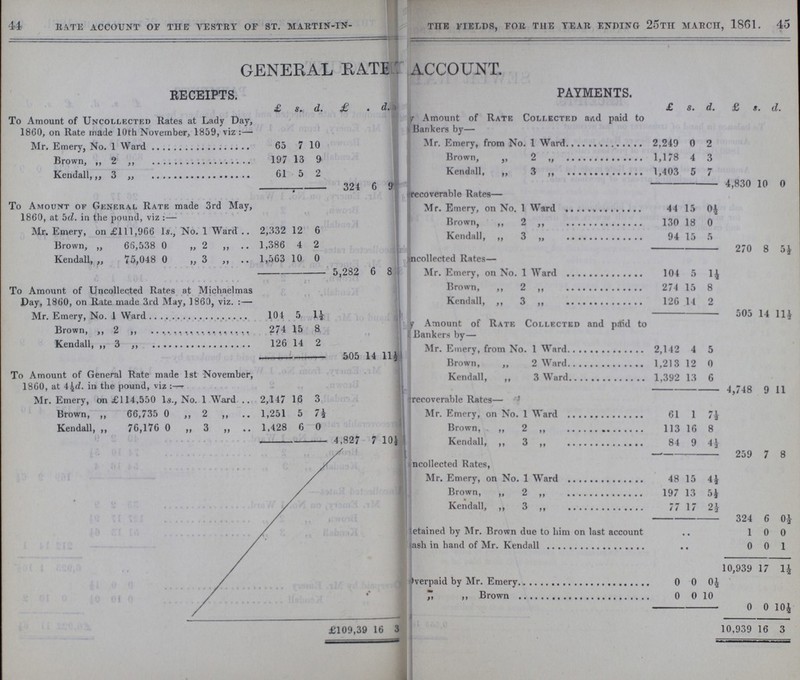 44 RATE ACCOUNT OF THE VESTRY OF ST. MARTIN-IN-
GENERAL RATE
RECEIPTS.
£ s. d. £ . d.
To Amount of UNCOLLECTED Rates at Lady Day,
1860, on Rate made 10th November, 1859, viz :—
Mr. Emery, No. 1 Ward .................. 65 7 10
Brown, ,, 2 ,, .................. 197 13 9
Kendall, ,, 3 ,, .................. 61 5 2
324 6 9
To AMOUNT OF GENERAL RATE made 3rd May,
1860, at 5d. in the pound, viz :—
Mr. Emery, on £111,966 1s., No. 1 Ward .. 2,332 12 6
Brown, ,, 66,538 0 ,, 2 ,, .. 1,386 4 2
Kendall, ,, 75,048 0 ,, 3 ,, .. 1,563 10 0
5,282 6 8
To Amount of Uncollected Rates at Michaelmas
Day, 1860, on Rate made 3rd May, 1860, viz. :—
Mr. Emery, No. 1 Ward .................. 104 5 1½
Brown, ,, 2 ,, .................. 274 15 8
Kendall, ,, 3 ,, .................. 126 14 2
505 14 11½
To Amount of General Rate made 1st November,
1860, at 4½d. in the pound, viz :—
Mr. Emery, on £114,550 1s., No. 1 Ward .. 2,147 16 3
Brown, ,, 66,735 0 ,, 2 ,, .. 1,251 5 7½
Kendall, ,, 76,176 0 ,, 3 ,, .. 1,428 6 0
4,827 7 10½
£109,39 16 3
THE FIELDS, FOR THE YEAR ENDING 25TH MARCH, 1861. 45
ACCOUNT.
PAYMENTS.
£ s. d. £ s. d.
y Amount of RATE COLLECTED and paid to
Bankers by—
Mr. Emery, from No. 1 Ward............. 2,249 0 2
Brown, ,, 2 ,, ............. 1,178 4 3
Kendall, ,, 3 ,, ............. 1,403 5 7
4,830 10 0
recoverable Rates—
Mr. Emery, on No. 1 Ward .............. 44 15 0½
Brown, ,, 2 ,, .............. 130 18 0
Kendall, ,, 3 ,, .............. 94 15 5
270 8 5½
ncollected Rates—
Mr. Emery, on No. 1 Ward .............. 104 5 1½
Brown, ,, 2 ,, .............. 274 15 8
Kendall, ,, 3 ,, .............. 126 14 2
505 14 11½
y Amount of RATE COLLECTED and paid to
Bankers by—
Mr. Emery, from No. 1 Ward............. 2,142 4 5
Brown, ,, 2 Ward............. 1,213 12 0
Kendall, ,, 3 Ward............. 1,392 13 6
4,748 9 11
recoverable Rates—
Mr. Emery, on No. 1 Ward .............. 61 1 7½
Brown, ,, 2 ,, .............. 113 16 8
Kendall, ,, 3 ,, .............. 84 9 4½
259 7 8
ncollected Rates,
Mr. Emery, on No. 1 Ward .............. 48 15 4½
Brown, ,, 2 ,, .............. 197 13 5½
Kendall, ,, 3 ,, .............. 77 17 2½
324 6 0½
etained by Mr. Brown due to him on last account .. 1 0 0
ash in hand of Mr. Kendall .................. .. 0 0 1
10,939 17 1½
Overpaid by Mr. Emery...................... 0 0 0½
,, ,, Brown ...................... 0 0 10
0 0 10½
10,939 16 3